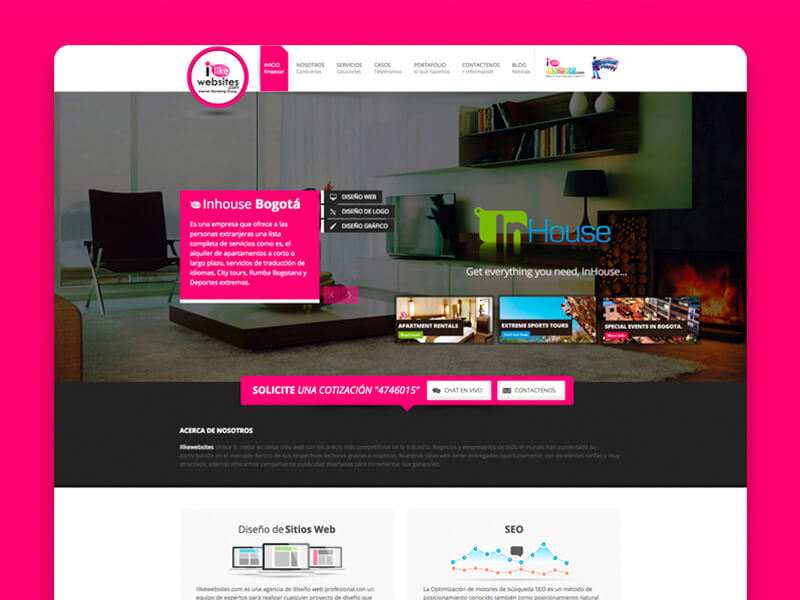 i like
websites
.com
Internet Marketing Group
INICIO
Empezar
NOSOTROS
Conócenos
SERVICIOS
Soluciones
CASOS
Testimonios
PORTAFOLIO
lo que hacemos
CONTACTENOS
+ Información
BLOG
Noticias
Inhouse Bogotá
Es una empresa que ofrece a las
personas extranjeras una lista
completa de servicios como es, el
alquiler de apartamentos a corto o
largo plazo, servicios de traducción de
idiomas, City tours, Rumba Bogotana y
Deportes extremos.
DISEÑO WEB
DISEÑO DE LOGO
DISEÑO GRÁFICO
InHouse
Get everything you need, InHouse...
APARTMENT RENTALS
EXTREME SPORTS TOURS
SPECIAL EVENTS IN BOGOTA.
SOLICITE UNA COTIZACIÓN "4746015"
CHAT EN VIVO
CONTACTENOS
ACERCA DE NOSOTROS
Ilikewebsites ofrece lo mejor en desarrollo web con los precio más competitivos en la industria. Negocios y empresarios de todo el mundo han aumentado su
participación en el mercado dentro de sus respectivos sectores gracias a nosotros. Nuestros sitios web serán entregados oportunamente, con excelentes tarifas y muy
atractivos, además ofrecemos campañas de publicidad diseñadas para incrementar sus ganancias.
Diseño de Sitios Web
Ilikewebsites.com es una agencia de diseño web profesional con un
equipo de expertos para realizar cualquier proyecto de diseño que
SEO
La Optimización de motores de búsqueda SEO es un método de
posicionamiento conocido también como posicionamiento natural